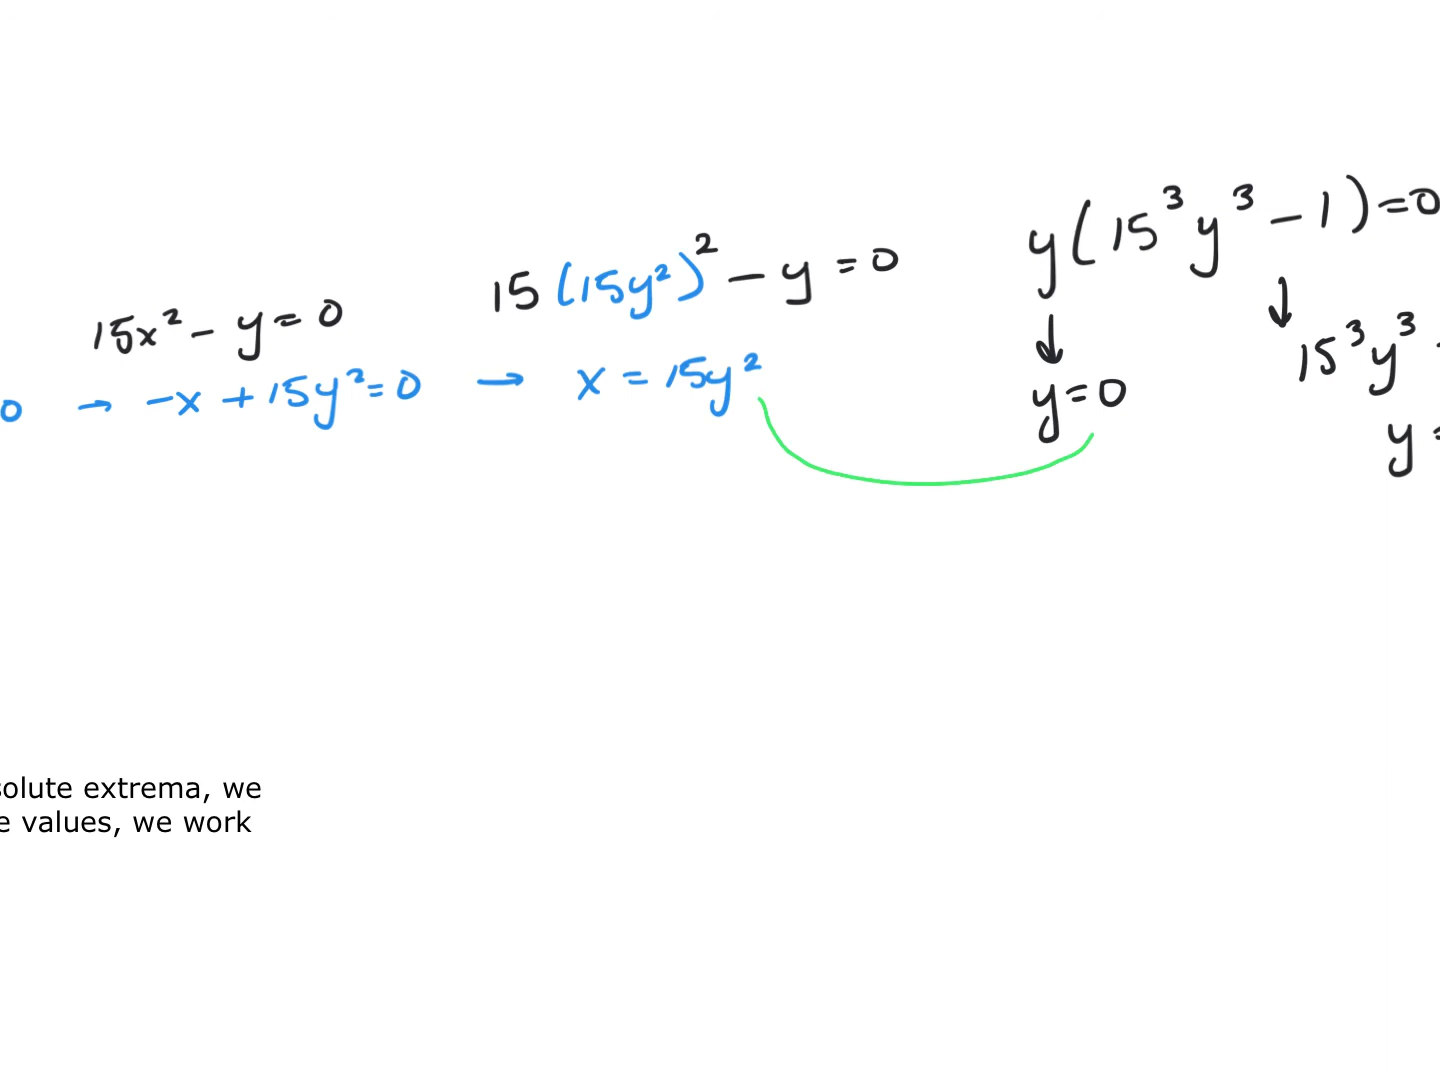 15x² - y = 0
0 → -x + 15y² = 0 → x = 15y²
15(15y²)² - y = 0
y(15³y³ - 1) = 0
↓ ↓
y = 0
15³y³
y =
solute extrema, we
e values, we work